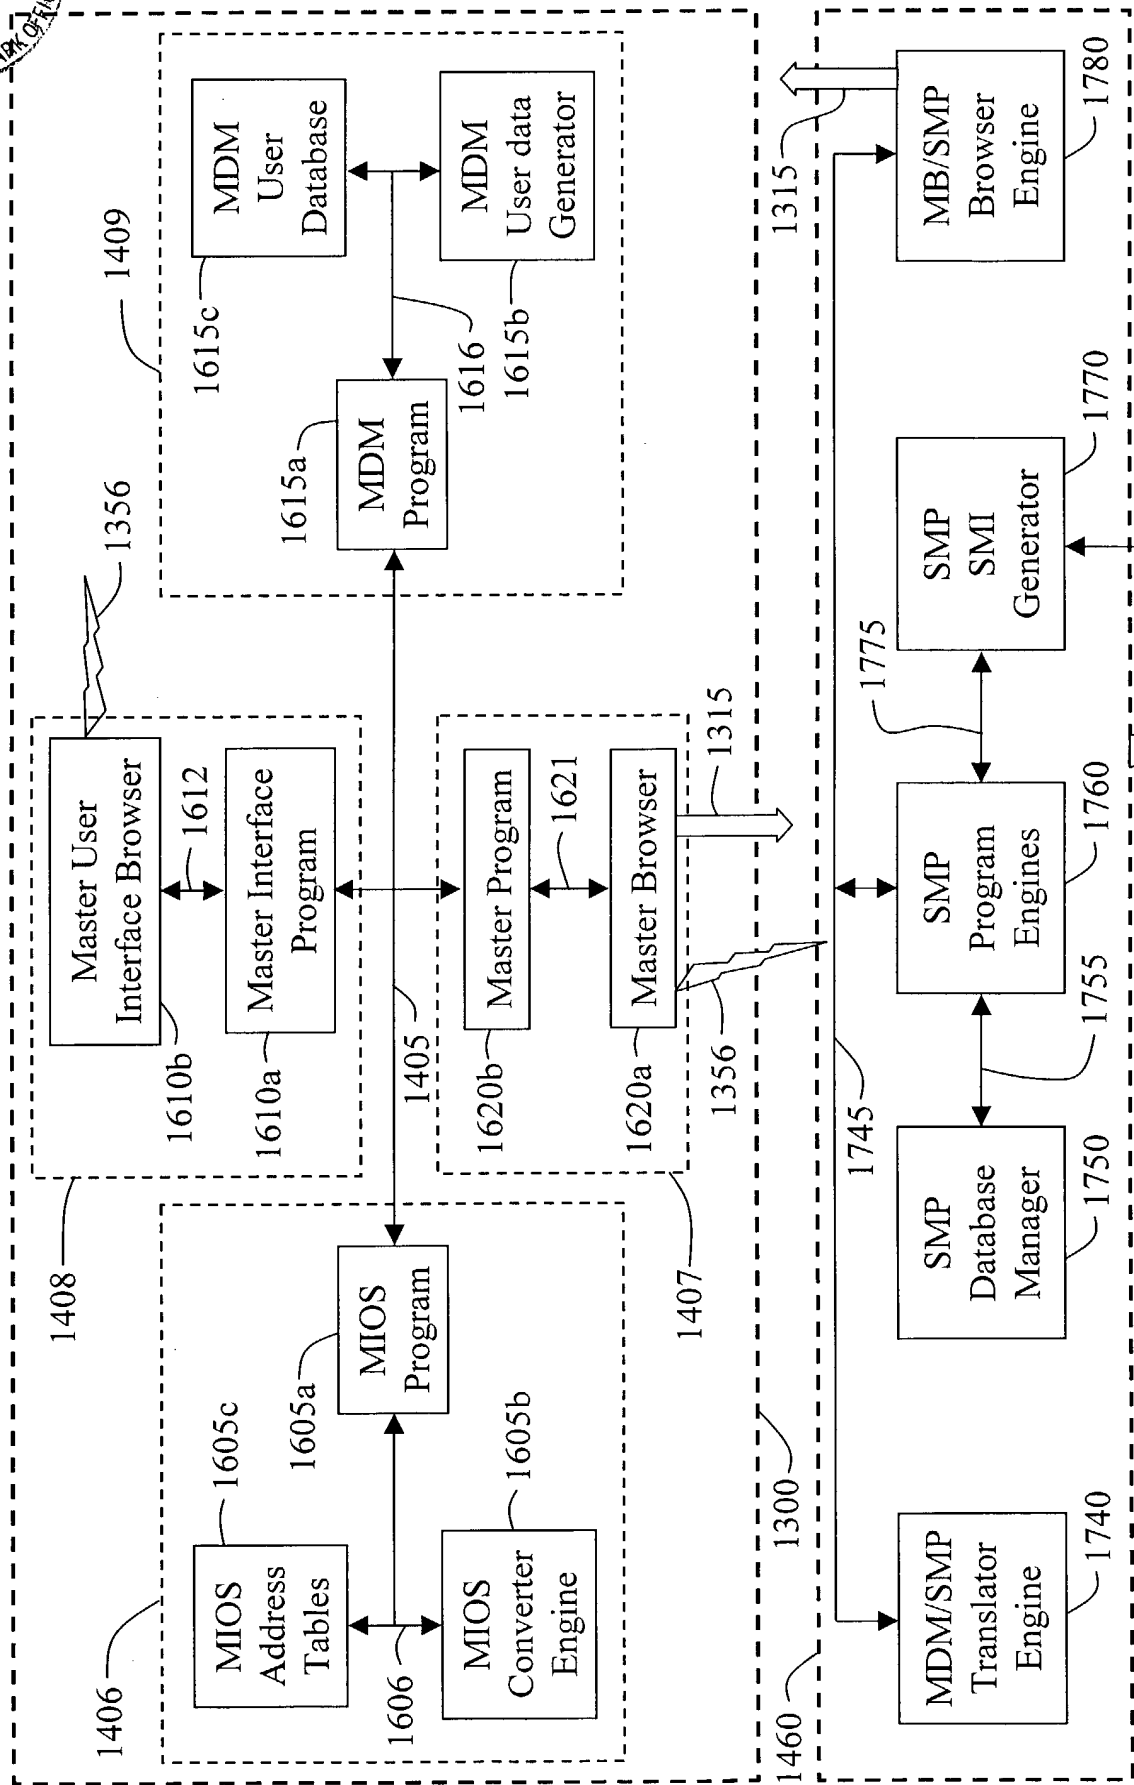 1406
MIOS
Address
Tables
1605c
1606
MIOS
Converter
Engine
1605b
MIOS
Program
1605a
1408
Master User
Interface Browser
1610b
1612
1356
Master Interface
Program
1610a
1405
Master Program
1620b
1621
Master Browser
1620a
1315
1356
1407
1409
MDM
User
Database
1615c
MDM
Program
1615a
1616
MDM
User data
Generator
1615b
1300
1460
1745
1315
MDM/SMP
Translator
Engine
1740
SMP
Database
Manager
1750
1755
SMP
Program
Engines
1760
1775
SMP
SMI
Generator
1770
MB/SMP
Browser
Engine
1780